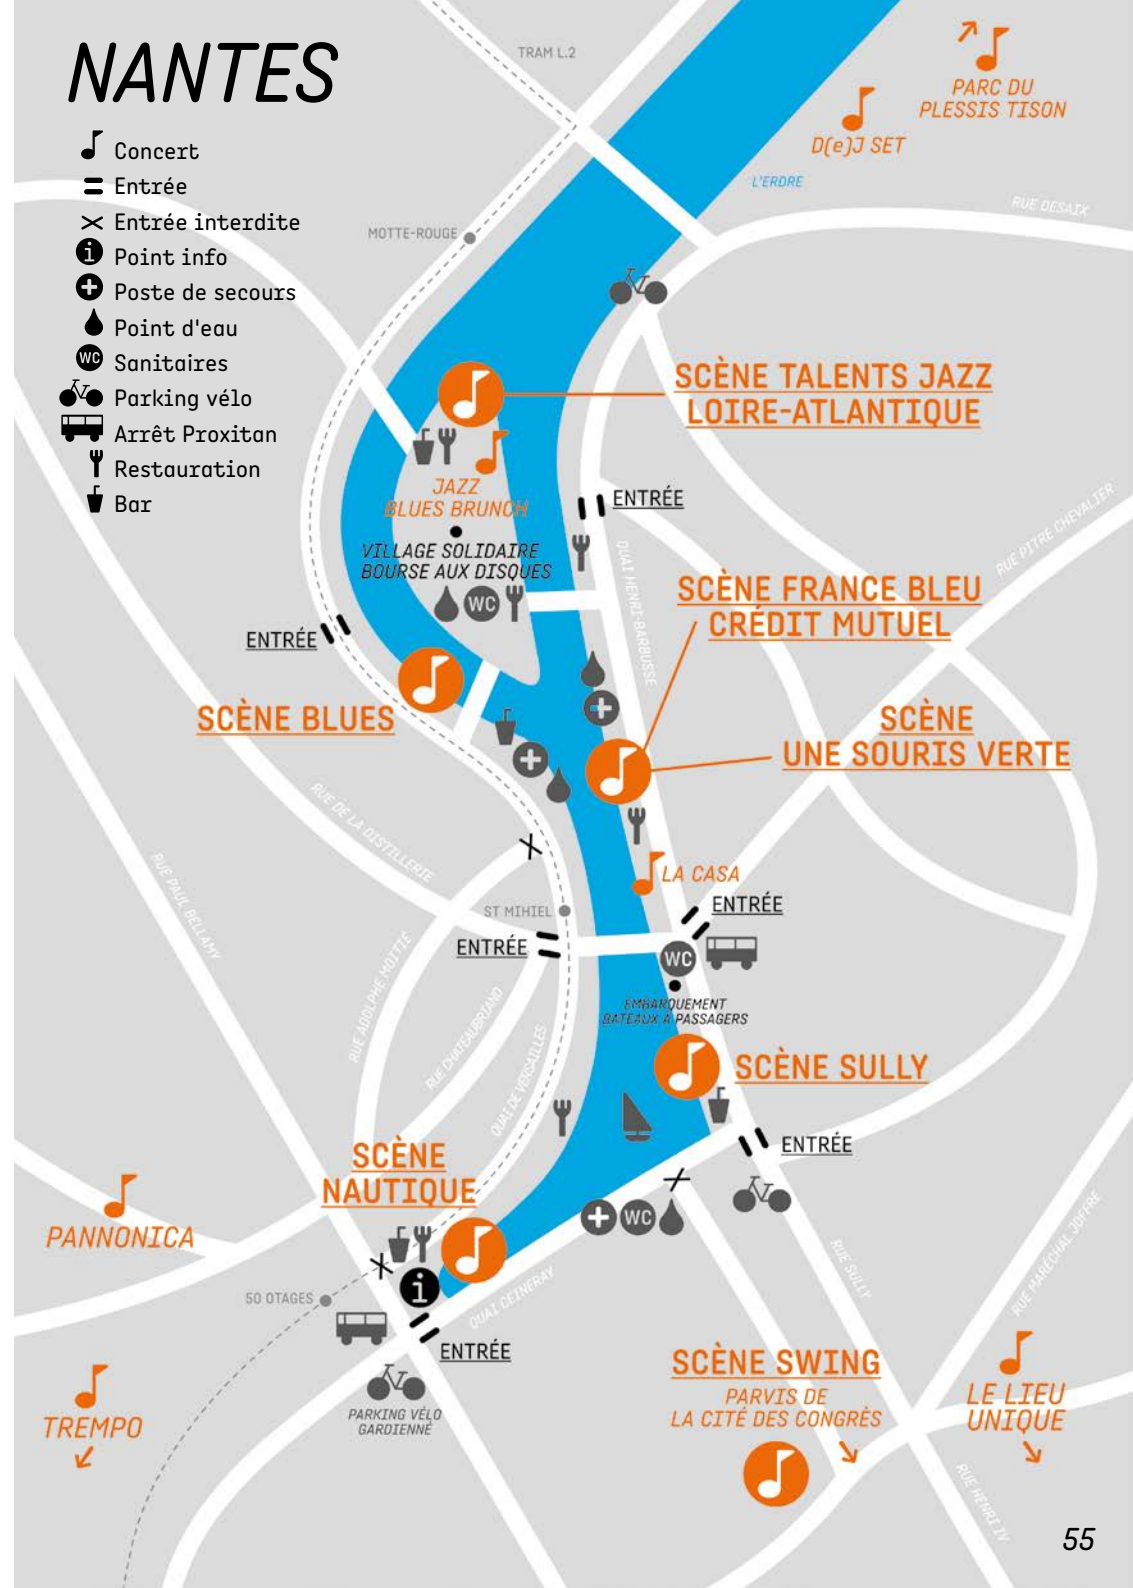 NANTES
Concert
Entrée
Entrée interdite
Point info
Poste de secours
Point d'eau
WC
Sanitaires
Parking vélo
Arrêt Proxitan
Restauration
Bar
TRAM L.2
PARC DU
PLESSIS TISON
D(e)J SET
L'ERDRE
RUE DESAIX
MOTTE-ROUGE
SCÈNE TALENTS JAZZ
LOIRE-ATLANTIQUE
JAZZ
BLUES BRUNCH
ENTRÉE
VILLAGE SOLIDAIRE
BOURSE AUX DISQUES
WC
QUAI HENRI-BARBUSSE
RUE PITRE CHEVALIER
SCÈNE FRANCE BLEU
CRÉDIT MUTUEL
ENTRÉE
SCÈNE BLUES
SCÈNE
UNE SOURIS VERTE
RUE DE LA DISTILLERIE
RUE PAUL BELLAMY
LA CASA
ENTRÉE
ST MIHIEL
ENTRÉE
WC
RUE ADOLPHE MOITIÉ
RUE CHATEAUBRIAND
QUAI DE VERSAILLES
EMBARQUEMENT
BATEAUX À PASSAGERS
SCÈNE SULLY
ENTRÉE
SCÈNE
NAUTIQUE
PANNONICA
WC
50 OTAGES
QUAI CEINERAY
RUE SULLY
RUE MARÉCHAL JOFFRE
ENTRÉE
PARKING VÉLO
GARDIENNÉ
TREMPO
SCÈNE SWING
PARVIS DE
LA CITÉ DES CONGRÈS
LE LIEU
UNIQUE
RUE HENRI IV
55